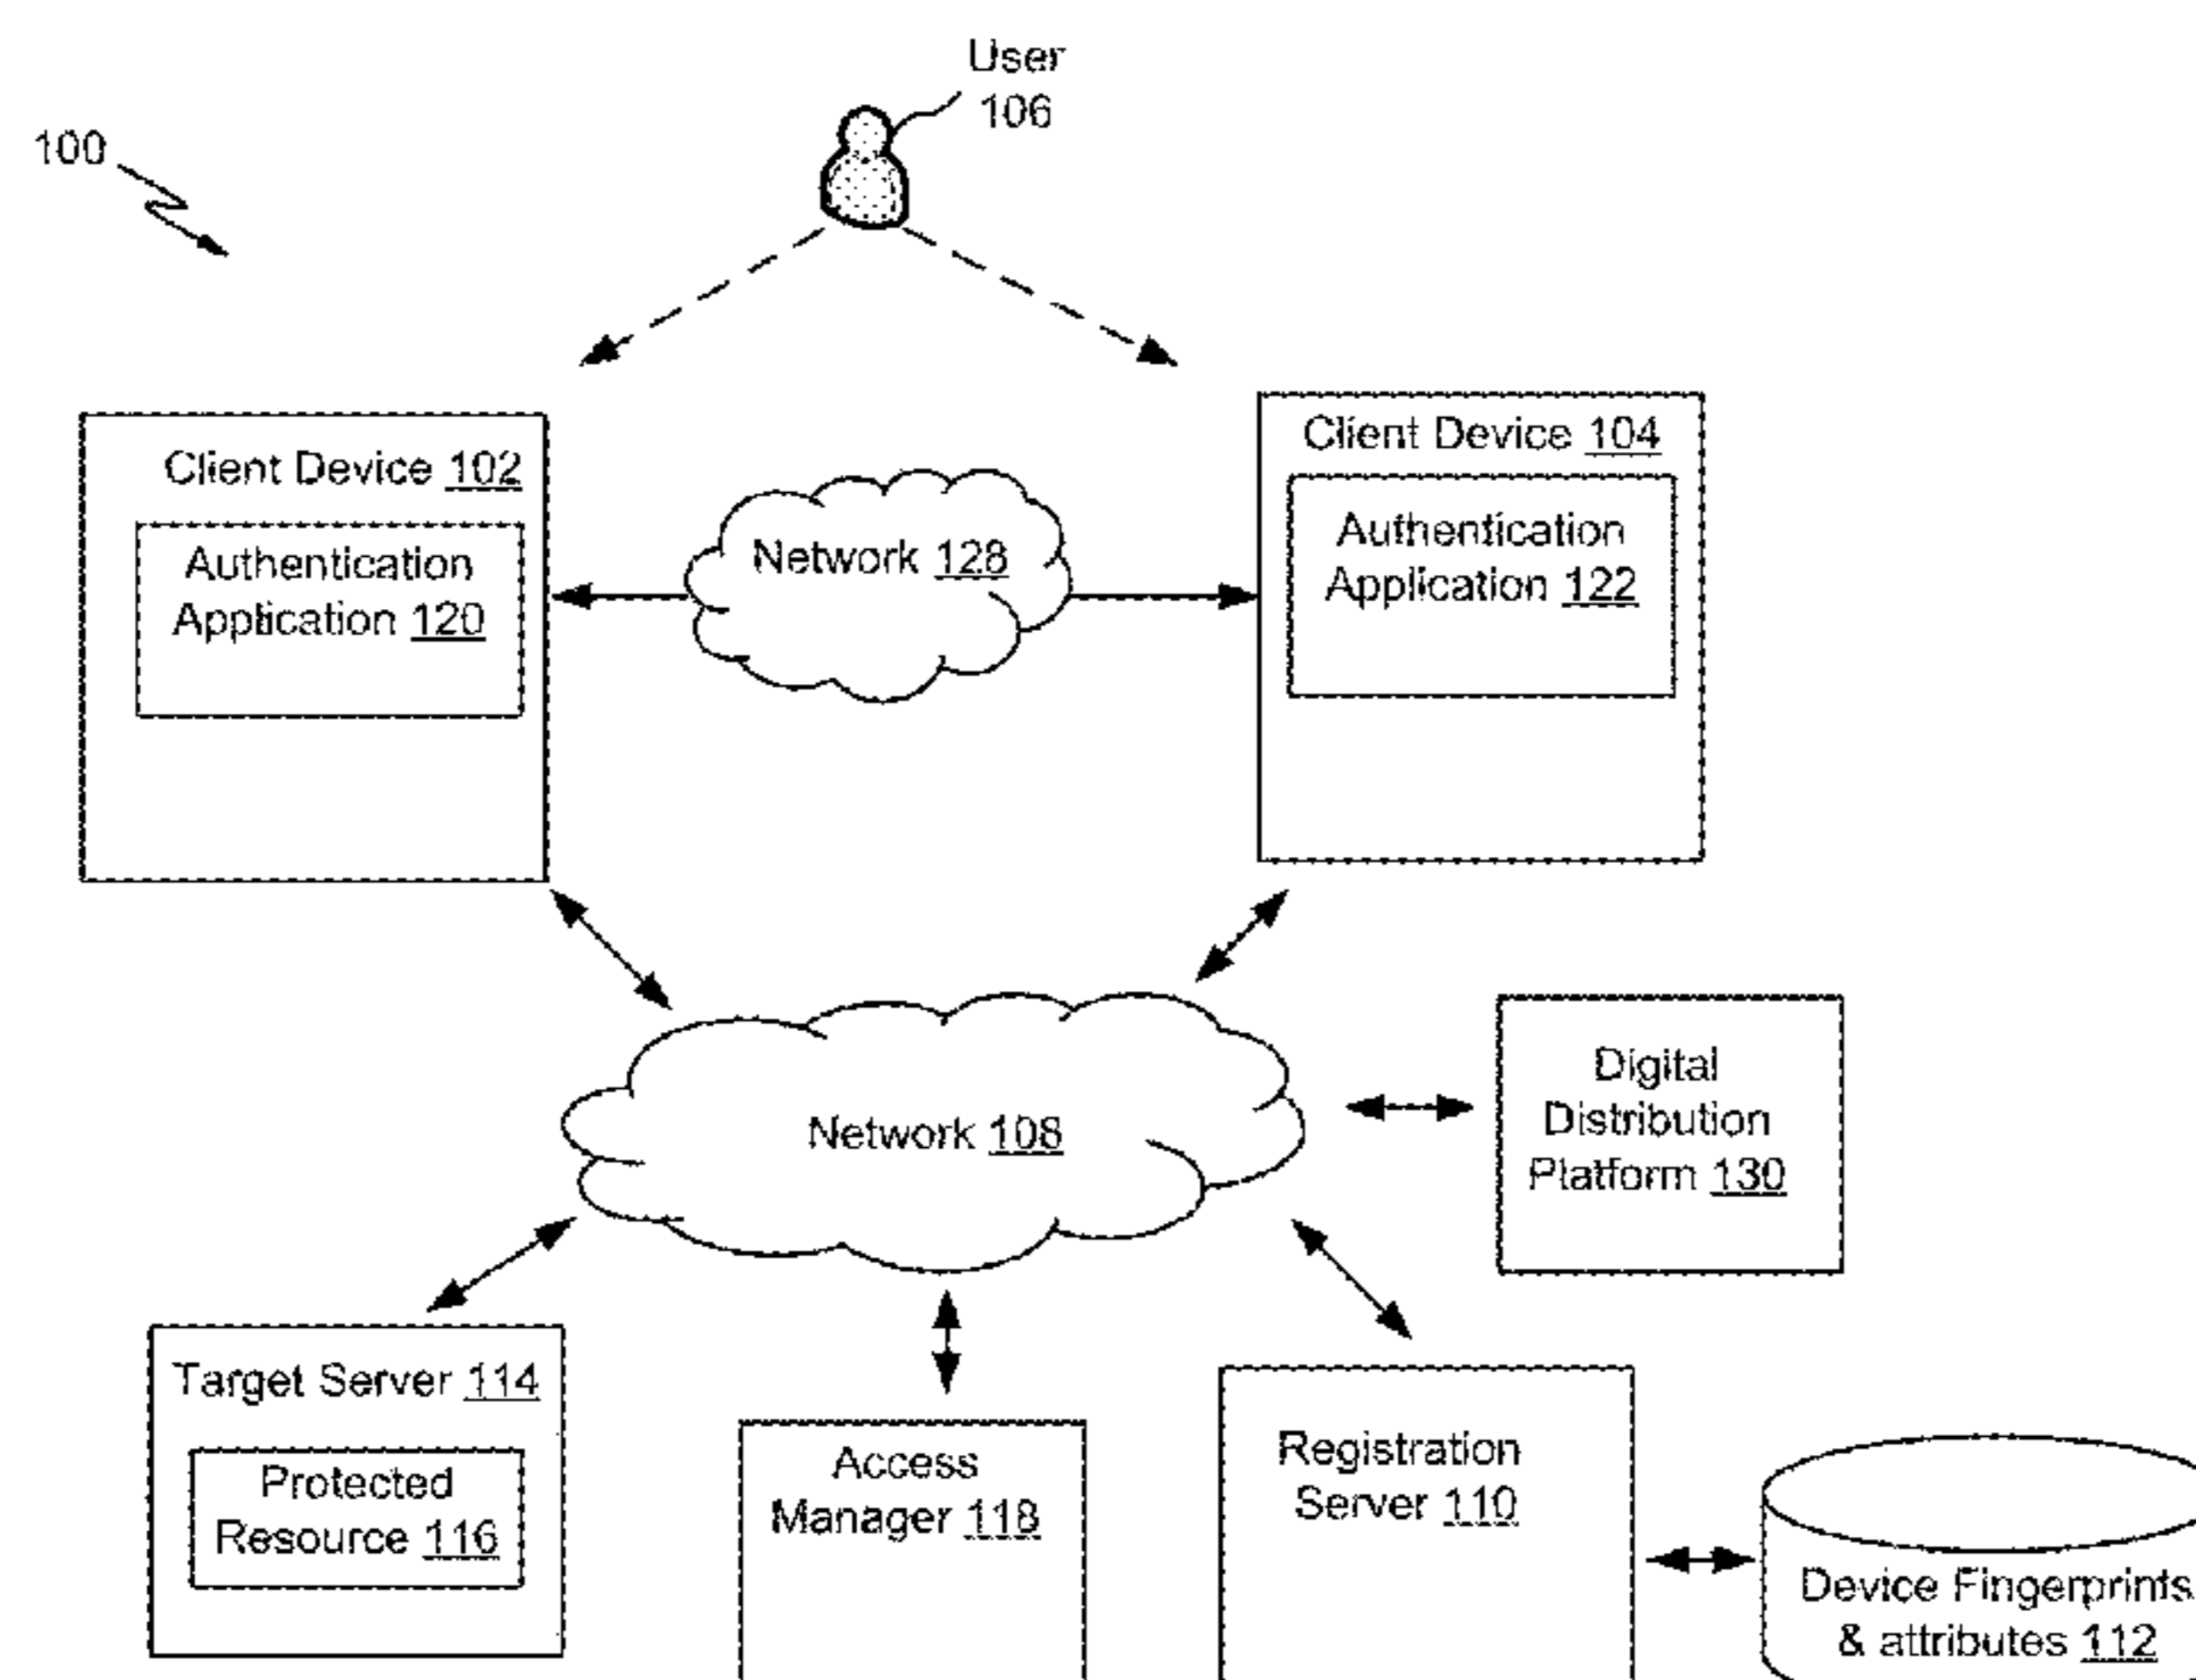 User
106
100
Client Device 102
Authentication
Application 120
Network 128
Client Device 104
Authentication
Application 122
Network 108
Digital
Distribution
Platform 130
Target Server 114
Protected
Resource 116
Access
Manager 118
Registration
Server 110
Device Fingerprints
& attributes 112